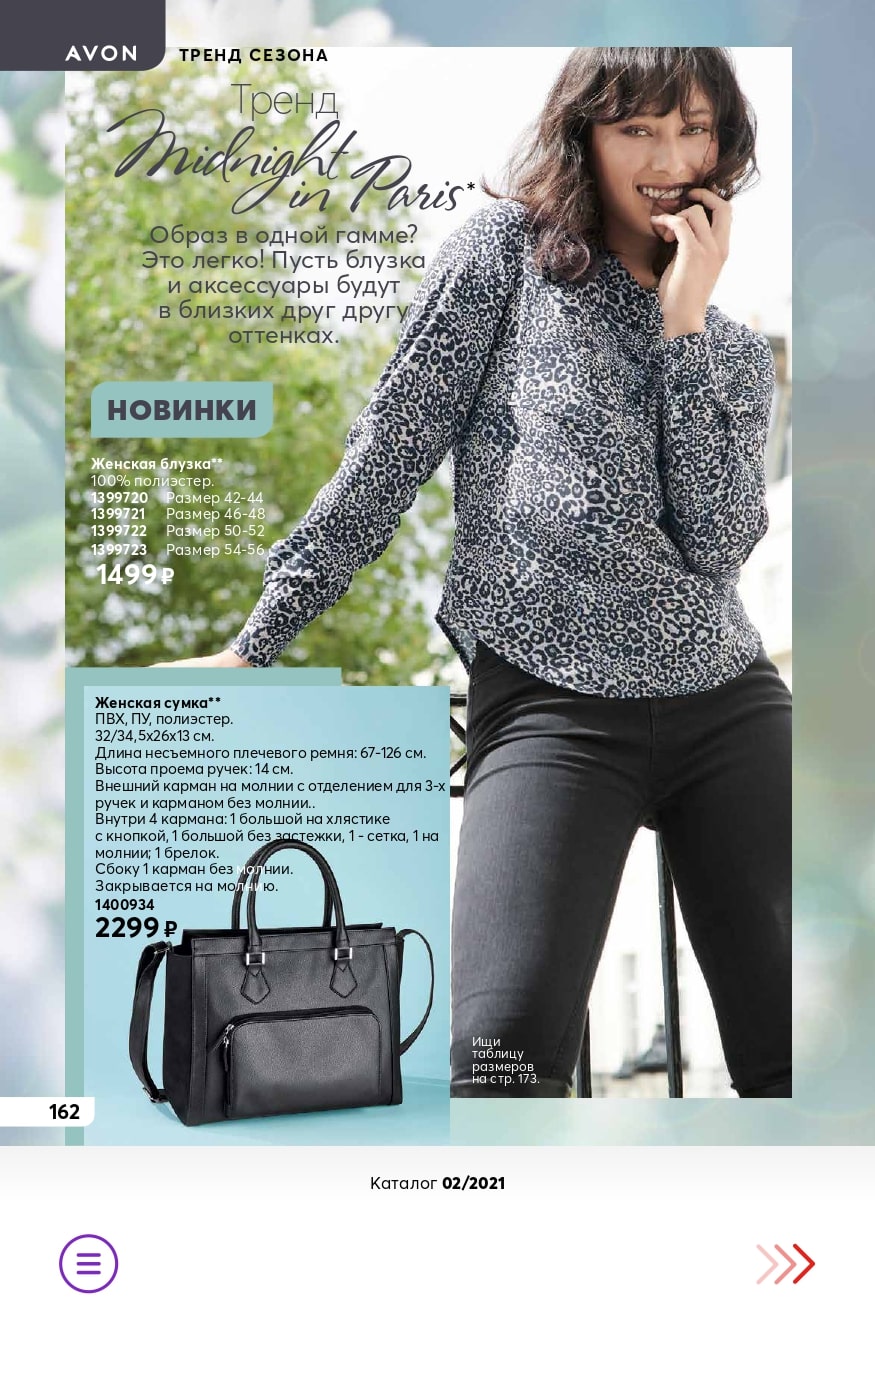 AVON
ТРЕНД СЕЗОНА
Тренд
Midnight
in Paris*
Образ в одной гамме?
Это легко! Пусть блузка
и аксессуары будут
в близких друг другу
оттенках.
НОВИНКИ
Женская блузка**
100% полиэстер.
1399720 Размер 42-44
1399721 Размер 46-48
1399722 Размер 50-52
1399723 Размер 54-56
1499 ₽
Женская сумка**
ПВХ, ПУ, полиэстер.
32/34,5х26х13 см.
Длина несъемного плечевого ремня: 67-126 см.
Высота проема ручек: 14 см.
Внешний карман на молнии с отделением для 3-х
ручек и карманом без молнии..
Внутри 4 кармана: 1 большой на хлястике
с кнопкой, 1 большой без застежки, 1 - сетка, 1 на
молнии; 1 брелок.
Сбоку 1 карман без молнии.
Закрывается на молнию.
1400934
2299 ₽
Ищи
таблицу
размеров
на стр. 173.
162
Каталог 02/2021